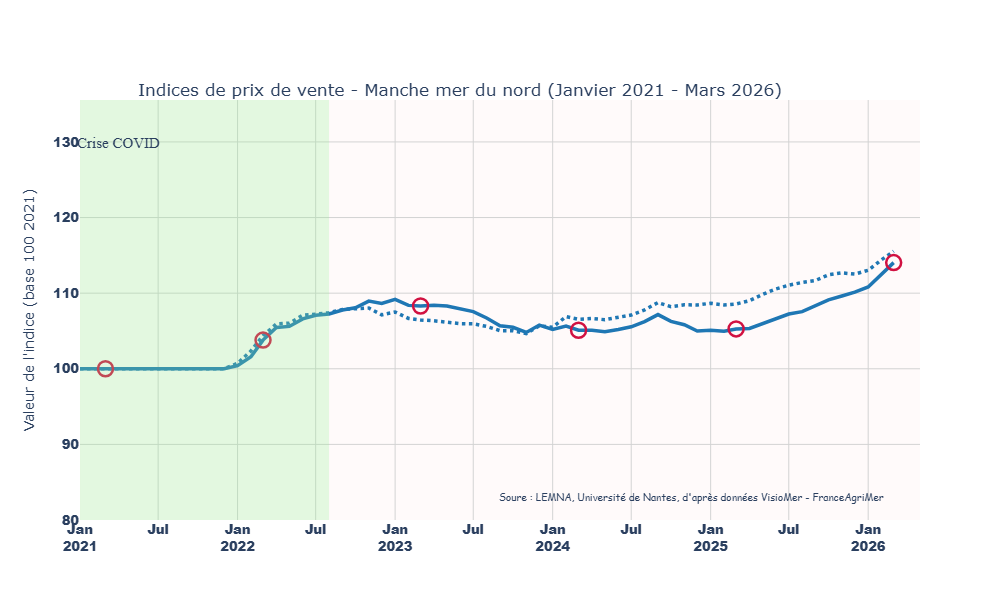 Indices de prix de vente - Manche mer du nord (Janvier 2021 - Mars 2026)
Valeur de l'indice (base 100 2021)
130
Crise COVID
120
110
100
90
80
Soure : LEMNA, Université de Nantes, d'après données VisioMer - FranceAgriMer
Jan Jul Jan Jul Jan Jul Jan Jul Jan Jul Jan
2021 2022 2023 2024 2025 2026